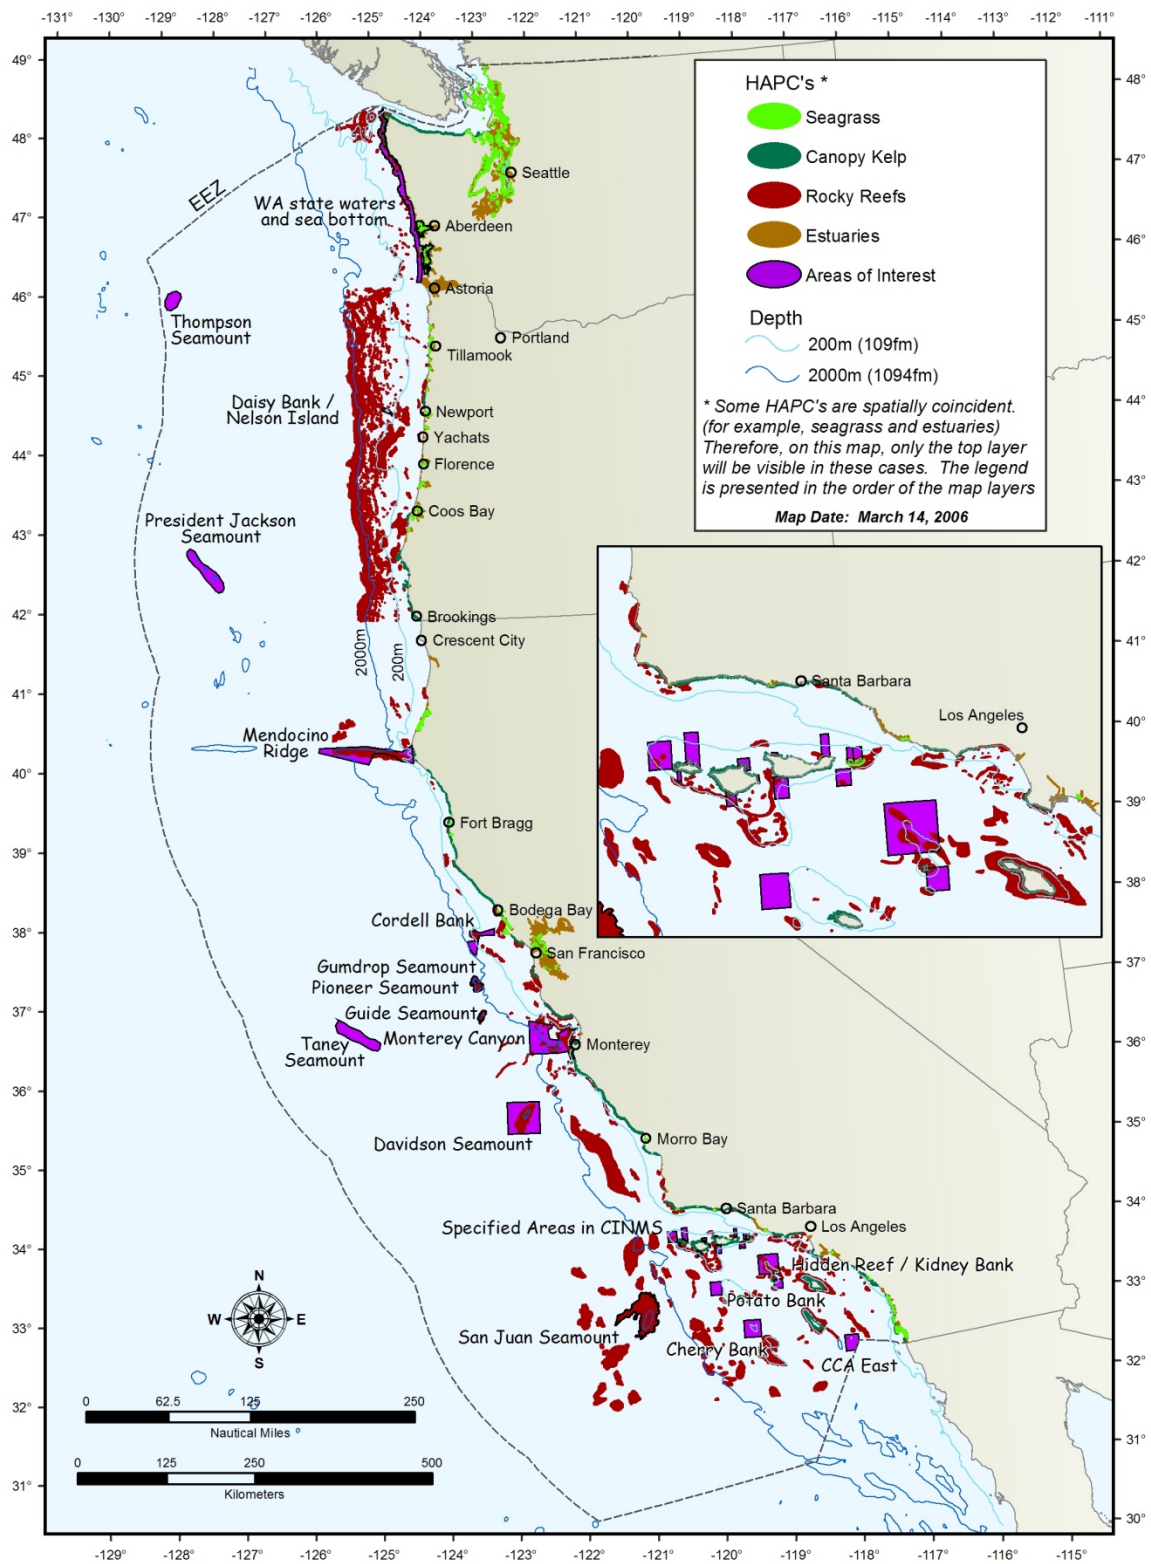 -131° -130° -129° -128° -127° -126° -125° -124° -123° -122° -121° -120° -119° -118° -117° -116° -115° -114° -113° -112° -111°
49°
48°
47°
46°
45°
44°
43°
42°
41°
40°
39°
38°
37°
36°
35°
34°
33°
32°
31°
HAPC's *
Seagrass
Canopy Kelp
Rocky Reefs
Estuaries
Areas of Interest
Depth
200m (109fm)
2000m (1094fm)
* Some HAPC's are spatially coincident.
(for example, seagrass and estuaries)
Therefore, on this map, only the top layer
will be visible in these cases. The legend
is presented in the order of the map layers
Map Date: March 14, 2006
EEZ
Seattle
WA state waters
and sea bottom
Aberdeen
Astoria
Thompson
Seamount
Portland
Tillamook
Daisy Bank /
Nelson Island
Newport
Yachats
Florence
President Jackson
Seamount
Coos Bay
Brookings
Crescent City
2000m
200m
Mendocino
Ridge
Fort Bragg
Bodega Bay
Cordell Bank
San Francisco
Gumdrop Seamount
Pioneer Seamount
Guide Seamount
Taney
Seamount
Monterey Canyon
Monterey
Davidson Seamount
Morro Bay
Santa Barbara
Los Angeles
Specified Areas in CINMS
Hidden Reef / Kidney Bank
Potato Bank
San Juan Seamount
Cherry Bank
CCA East
Santa Barbara
Los Angeles
N
W E
S
0 62.5 125 250
Nautical Miles
0 125 250 500
Kilometers
48°
47°
46°
45°
44°
43°
42°
41°
40°
39°
38°
37°
36°
35°
34°
33°
32°
31°
30°
-129° -128° -127° -126° -125° -124° -123° -122° -121° -120° -119° -118° -117° -116° -115°